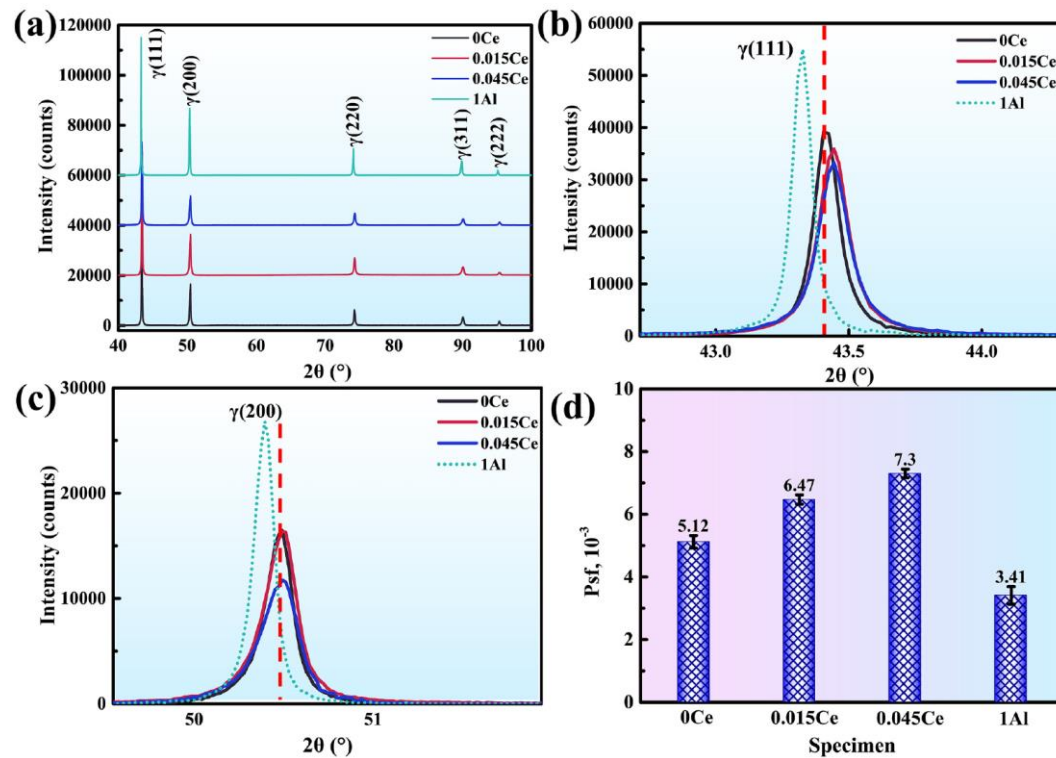 (a)
120000
100000
80000
60000
40000
20000
0
Intensity (counts)
γ(111)
γ(200)
γ(220)
γ(311)
γ(222)
0Ce
0.015Ce
0.045Ce
1Al
40 50 60 70 80 90 100
2θ (°)
(b)
60000
50000
40000
30000
20000
10000
0
Intensity (counts)
γ(111)
0Ce
0.015Ce
0.045Ce
1Al
43.0 43.5 44.0
2θ (°)
(c)
30000
20000
10000
0
Intensity (counts)
γ(200)
0Ce
0.015Ce
0.045Ce
1Al
50 51
2θ (°)
(d)
10
8
6
4
2
0
Psf, 10⁻³
5.12
6.47
7.3
3.41
0Ce 0.015Ce 0.045Ce 1Al
Specimen